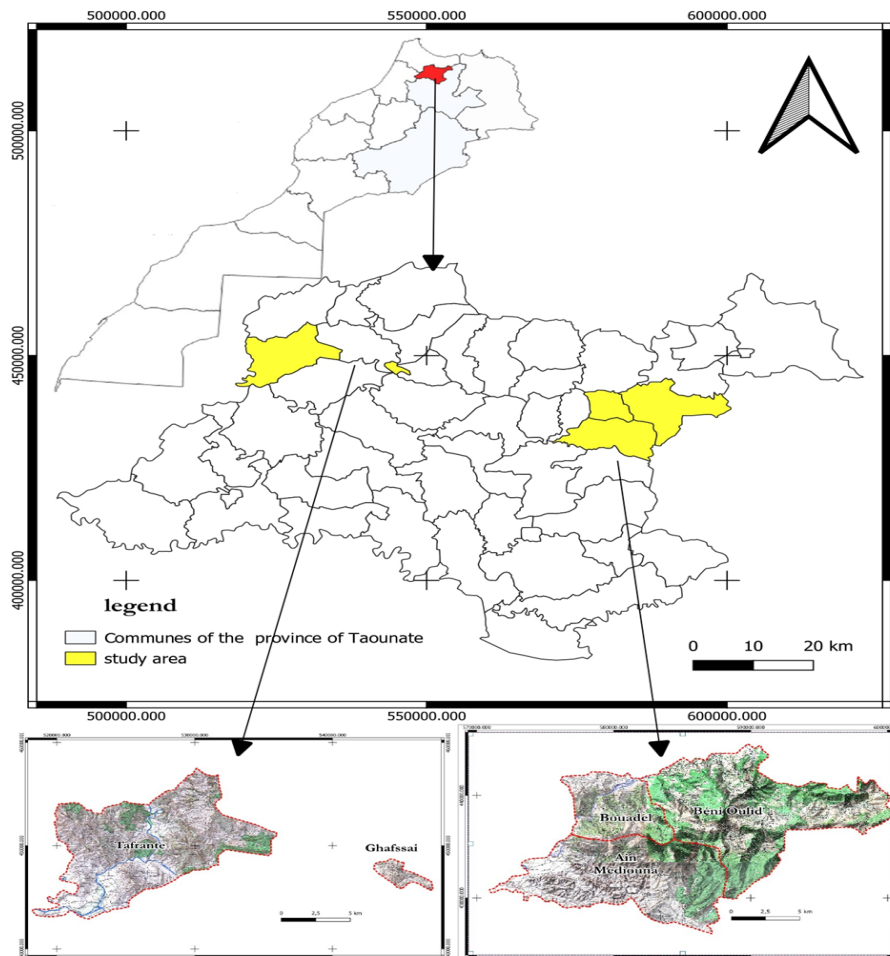 500000.000 550000.000 600000.000
500000.000
450000.000
400000.000
legend
Communes of the province of Taounate
study area
0 10 20 km
500000.000 550000.000 600000.000
Tafrante
Ghafssai
0 2,5 5 km
Bouadel
Béni Oulid
Ain
Mediouna
0 2,5 5 km